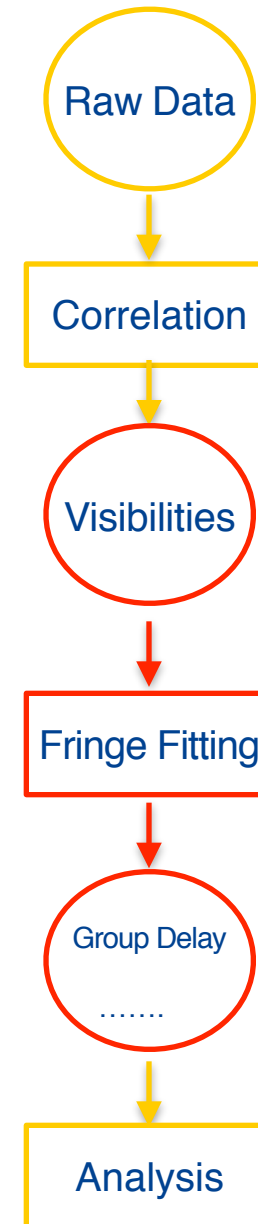 Raw Data
Correlation
Visibilities
Fringe Fitting
Group Delay
.......
Analysis